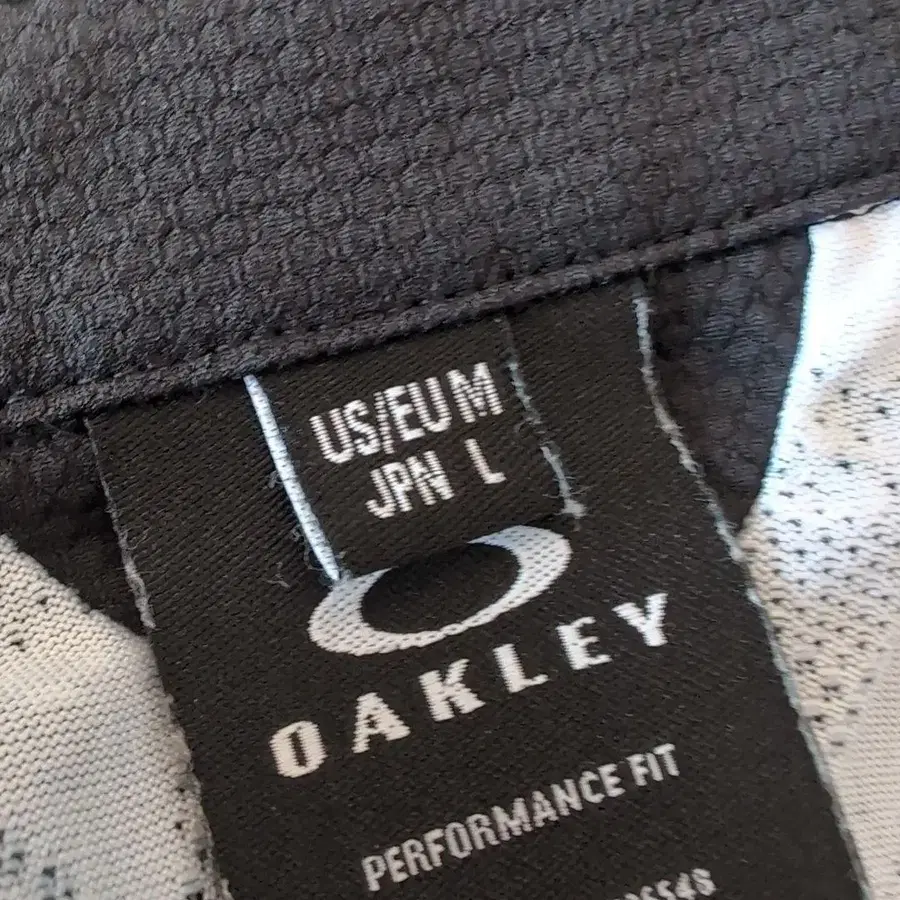 US/EU M
JPN L
OAKLEY
PERFORMANCE FIT